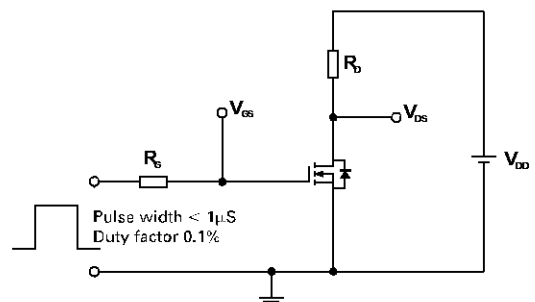 R_D
V_GS
V_DS
R_G
V_DD
Pulse width < 1μS
Duty factor 0.1%